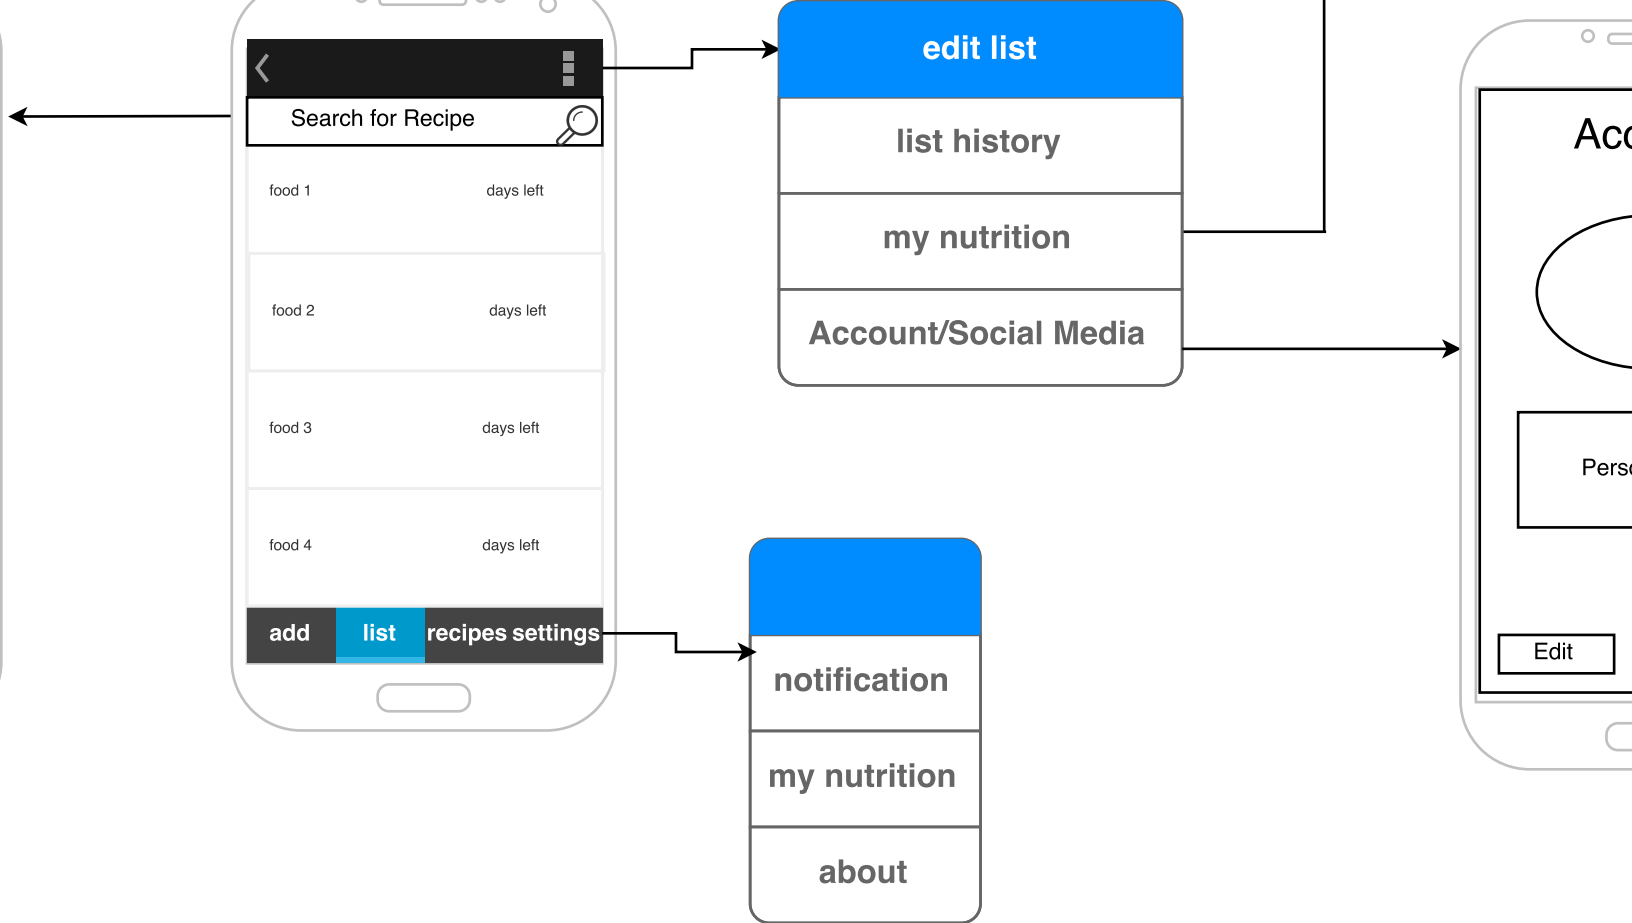 Search for Recipe
food 1 days left
food 2 days left
food 3 days left
food 4 days left
add list recipes settings
edit list
list history
my nutrition
Account/Social Media
notification
my nutrition
about
Edit